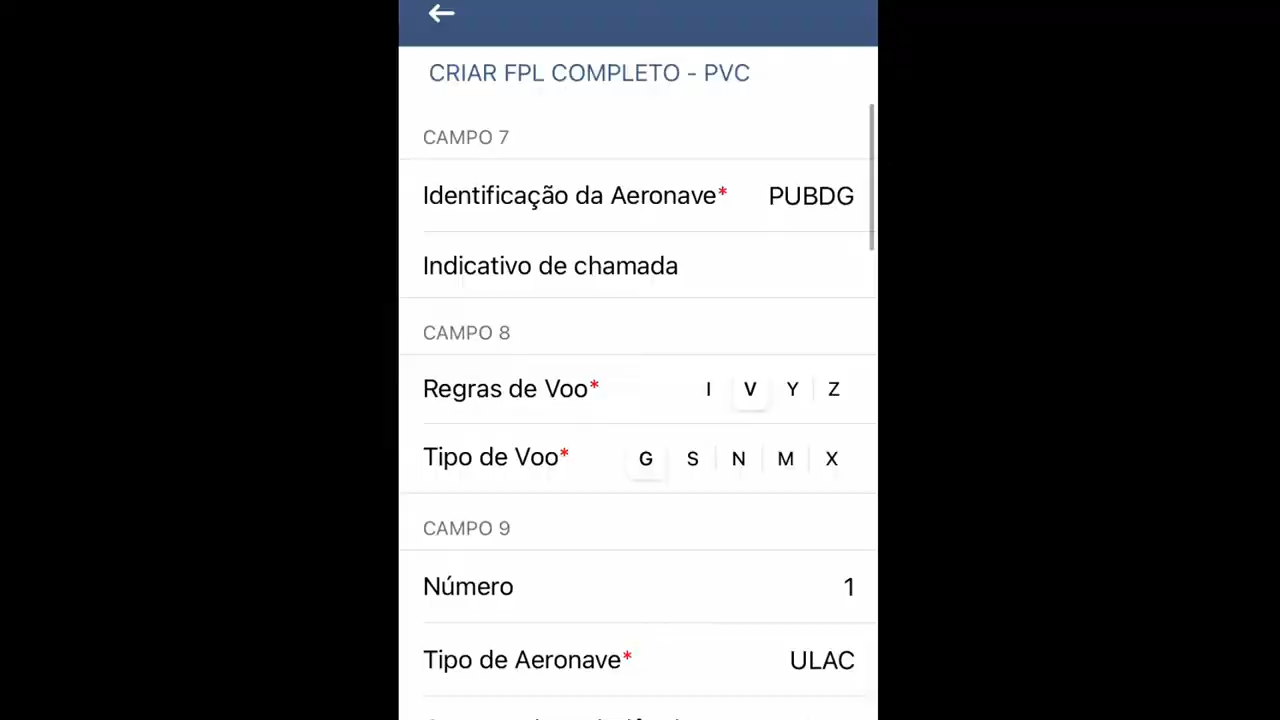 CRIAR FPL COMPLETO - PVC
CAMPO 7
Identificação da Aeronave* PUBDG
Indicativo de chamada
CAMPO 8
Regras de Voo* I V Y Z
Tipo de Voo* G S N M X
CAMPO 9
Número 1
Tipo de Aeronave* ULAC